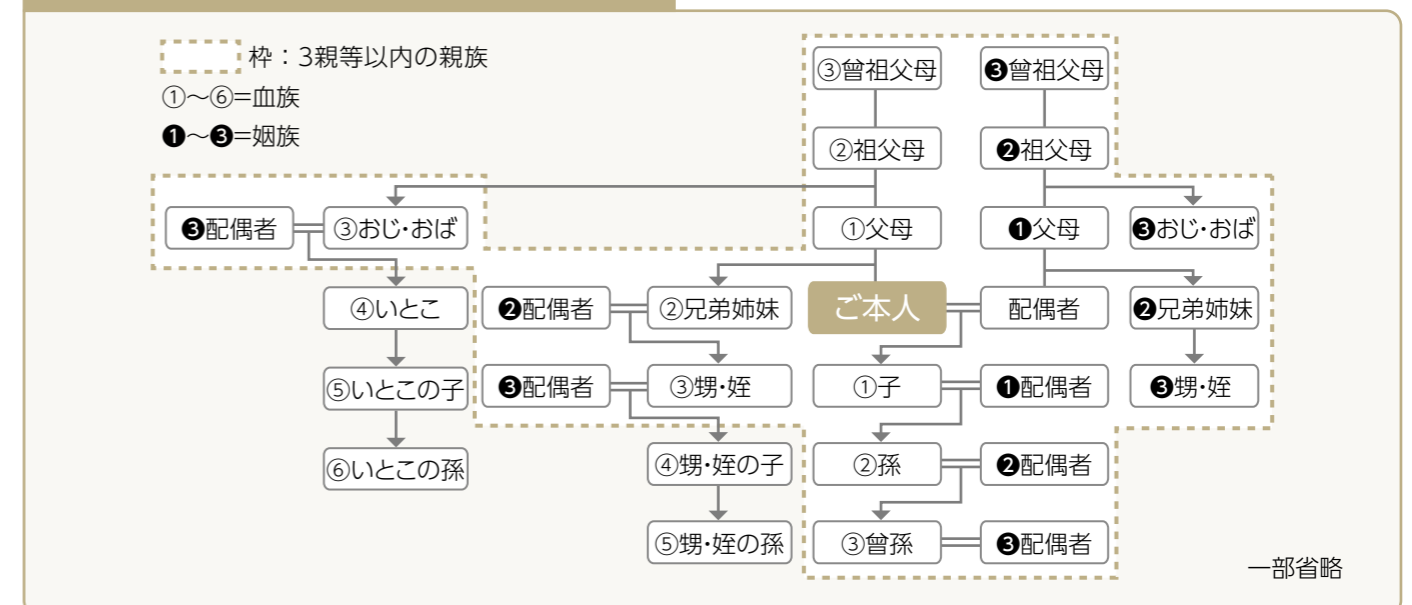 枠：3親等以内の親族
①～⑥=血族
❶～❸=姻族
③曾祖父母
❸曾祖父母
②祖父母
❷祖父母
❸配偶者
③おじ・おば
①父母
❶父母
❸おじ・おば
④いとこ
❷配偶者
②兄弟姉妹
ご本人
配偶者
❷兄弟姉妹
⑤いとこの子
❸配偶者
③甥・姪
①子
❶配偶者
❸甥・姪
⑥いとこの孫
④甥・姪の子
②孫
❷配偶者
⑤甥・姪の孫
③曾孫
❸配偶者
一部省略